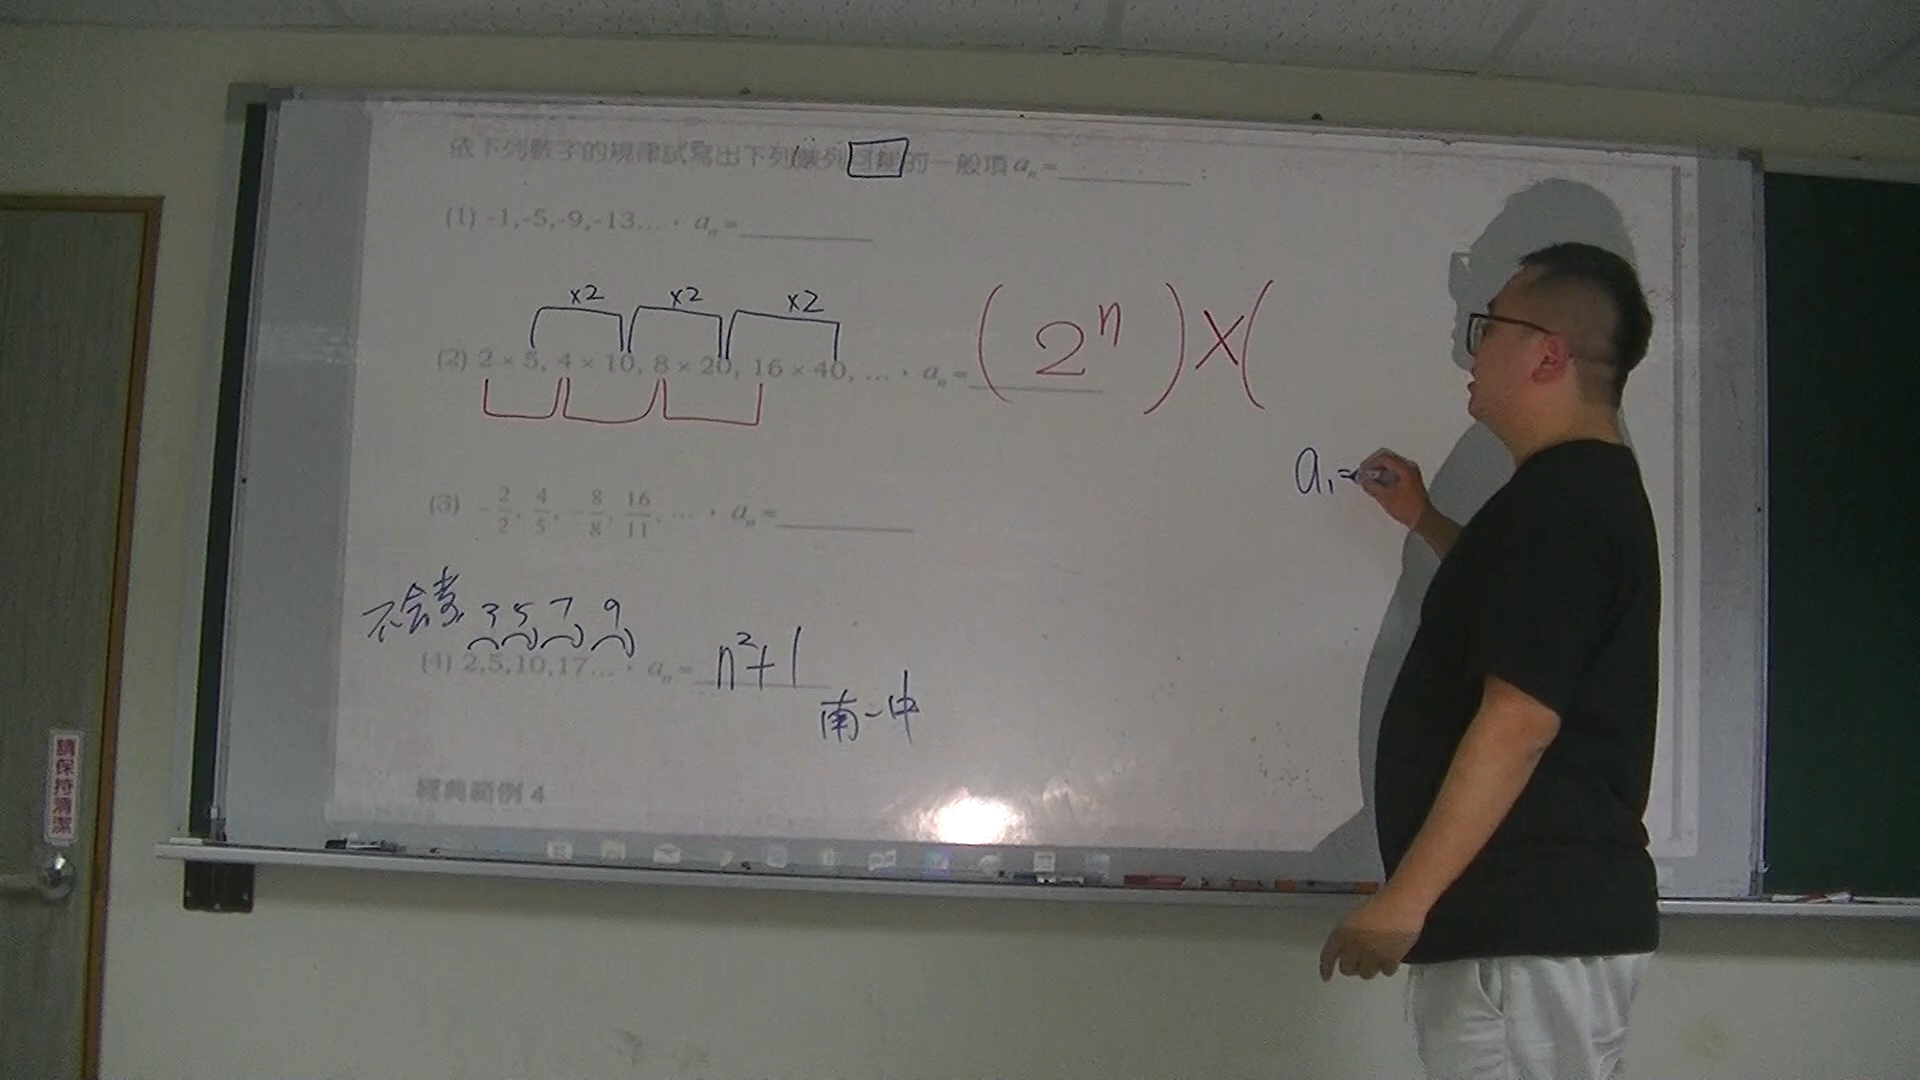 依下列數字的規律試寫出下列數列可能的一般項 aₙ=________ ;
(1) -1,-5,-9,-13…,aₙ=________
×2 ×2 ×2
(2) 2×5, 4×10, 8×20, 16×40, …,aₙ=________ (2ⁿ)×(
a₁=
(3) -2/2, 4/5, -8/8, 16/11, …,aₙ=________
不會考 3 5 7 9
(4) 2,5,10,17…,aₙ= n²+1
南一中
經典範例 4
請保持清潔